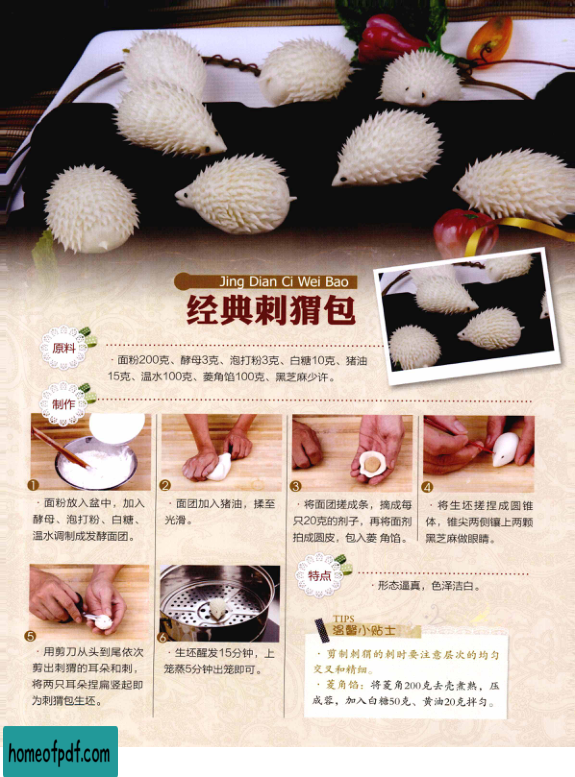 Jing Dian Ci Wei Bao
经典刺猬包
原料
· 面粉200克、酵母3克、泡打粉3克、白糖10克、猪油
15克、温水100克、菱角馅100克、黑芝麻少许。
制作
1
· 面粉放入盆中，加入
酵母、泡打粉、白糖、
温水调制成发酵面团。
2
· 面团加入猪油，揉至
光滑。
3
· 将面团搓成条，摘成每
只20克的剂子，再将面剂
拍成圆皮，包入菱角馅。
4
· 将生坯搓捏成圆锥
体，锥尖两侧镶上两颗
黑芝麻做眼睛。
5
· 用剪刀从头到尾依次
剪出刺猬的耳朵和刺，
将两只耳朵捏扁竖起即
为刺猬包生坯。
6
· 生坯醒发15分钟，上
笼蒸5分钟出笼即可。
特点
· 形态逼真，色泽洁白。
TIPS
温馨小贴士
· 剪制刺猬的刺时要注意层次的均匀
交叉和精细。
· 菱角馅：将菱角200克去壳煮熟，压
成蓉，加入白糖50克、黄油20克拌匀。
homeofpdf.com